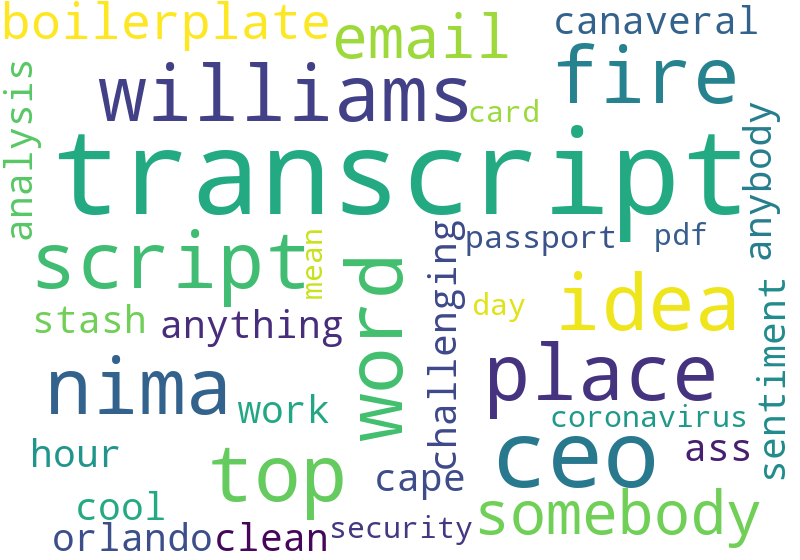 boilerplate
email
canaveral
williams
fire
card
analysis
transcript
anybody
script
mean
word
challenging
passport
pdf
stash
anything
day
idea
sentiment
nima
work
place
coronavirus
hour
top
cape
ceo
ass
cool
somebody
orlando
clean
security